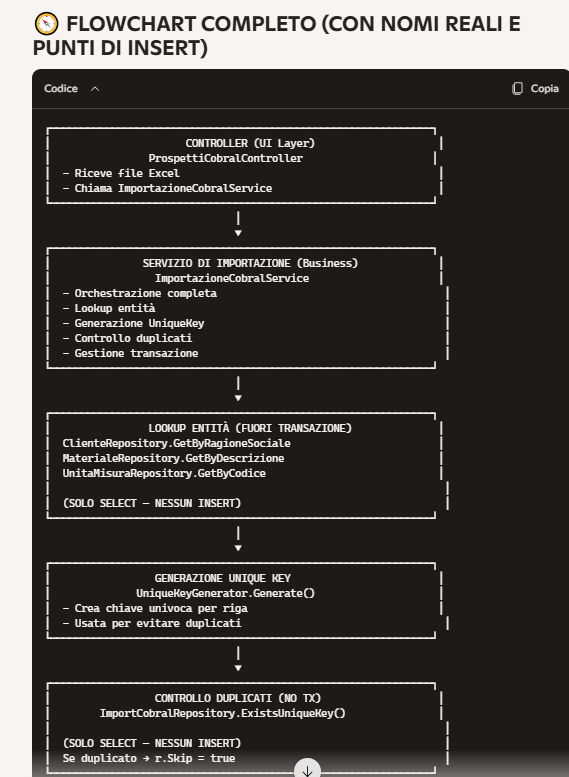 🧭 FLOWCHART COMPLETO (CON NOMI REALI E
PUNTI DI INSERT)
Codice
Copia
CONTROLLER (UI Layer)
ProspettiCobralController
- Riceve file Excel
- Chiama ImportazioneCobralService
SERVIZIO DI IMPORTAZIONE (Business)
ImportazioneCobralService
- Orchestrazione completa
- Lookup entità
- Generazione UniqueKey
- Controllo duplicati
- Gestione transazione
LOOKUP ENTITÀ (FUORI TRANSAZIONE)
ClienteRepository.GetByRagioneSociale
MaterialeRepository.GetByDescrizione
UnitaMisuraRepository.GetByCodice
(SOLO SELECT – NESSUN INSERT)
GENERAZIONE UNIQUE KEY
UniqueKeyGenerator.Generate()
- Crea chiave univoca per riga
- Usata per evitare duplicati
CONTROLLO DUPLICATI (NO TX)
ImportCobralRepository.ExistsUniqueKey()
(SOLO SELECT – NESSUN INSERT)
Se duplicato → r.Skip = true